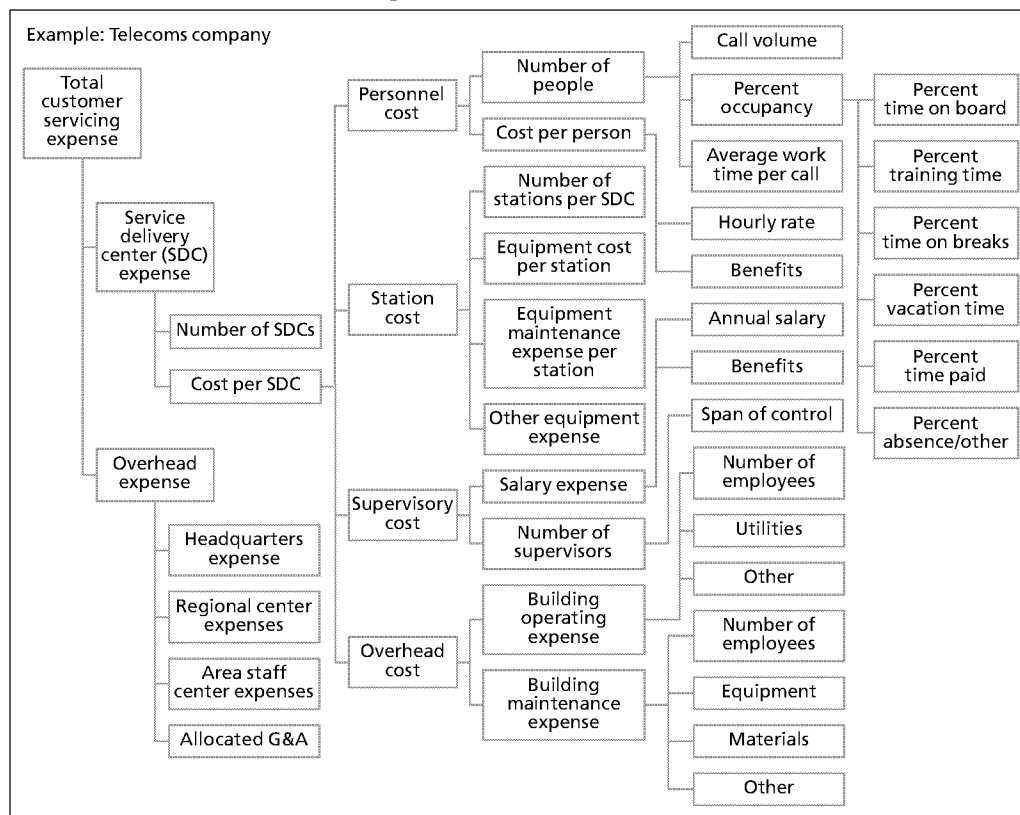 Example: Telecoms company
Total
customer
servicing
expense
Service
delivery
center (SDC)
expense
Number of SDCs
Cost per SDC
Overhead
expense
Headquarters
expense
Regional center
expenses
Area staff
center expenses
Allocated G&A
Personnel
cost
Station
cost
Supervisory
cost
Overhead
cost
Number of
people
Cost per person
Number of
stations per SDC
Equipment cost
per station
Equipment
maintenance
expense per
station
Other equipment
expense
Salary expense
Number of
supervisors
Building
operating
expense
Building
maintenance
expense
Call volume
Percent
occupancy
Average work
time per call
Hourly rate
Benefits
Annual salary
Benefits
Span of control
Number of
employees
Utilities
Other
Number of
employees
Equipment
Materials
Other
Percent
time on board
Percent
training time
Percent
time on breaks
Percent
vacation time
Percent
time paid
Percent
absence/other